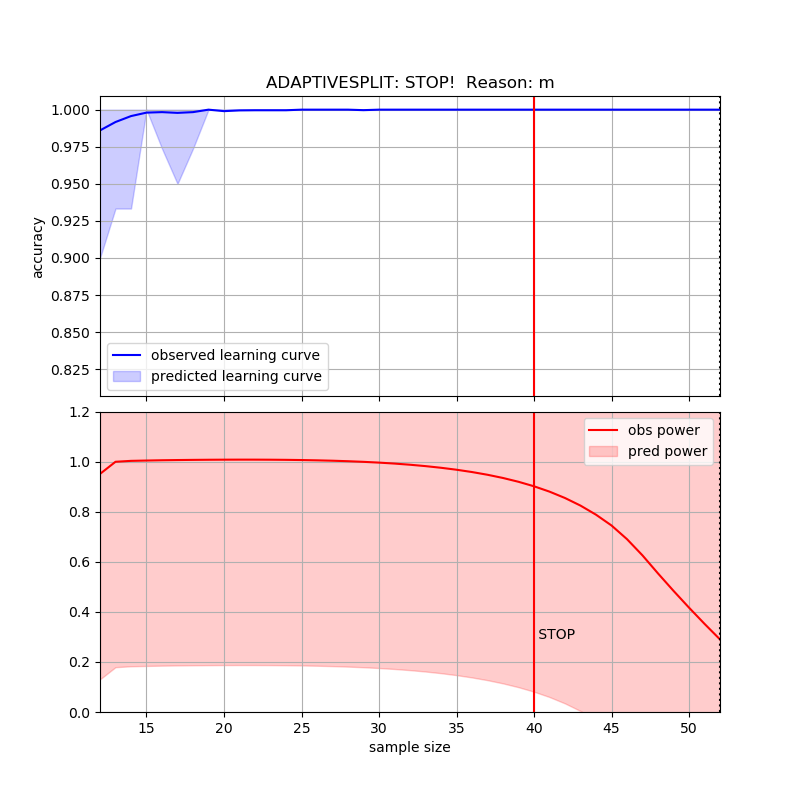 ADAPTIVESPLIT: STOP!  Reason: m
1.000
0.975
0.950
0.925
0.900
0.875
0.850
0.825
accuracy
observed learning curve
predicted learning curve
1.2
1.0
0.8
0.6
0.4
0.2
0.0
obs power
pred power
STOP
15 20 25 30 35 40 45 50
sample size